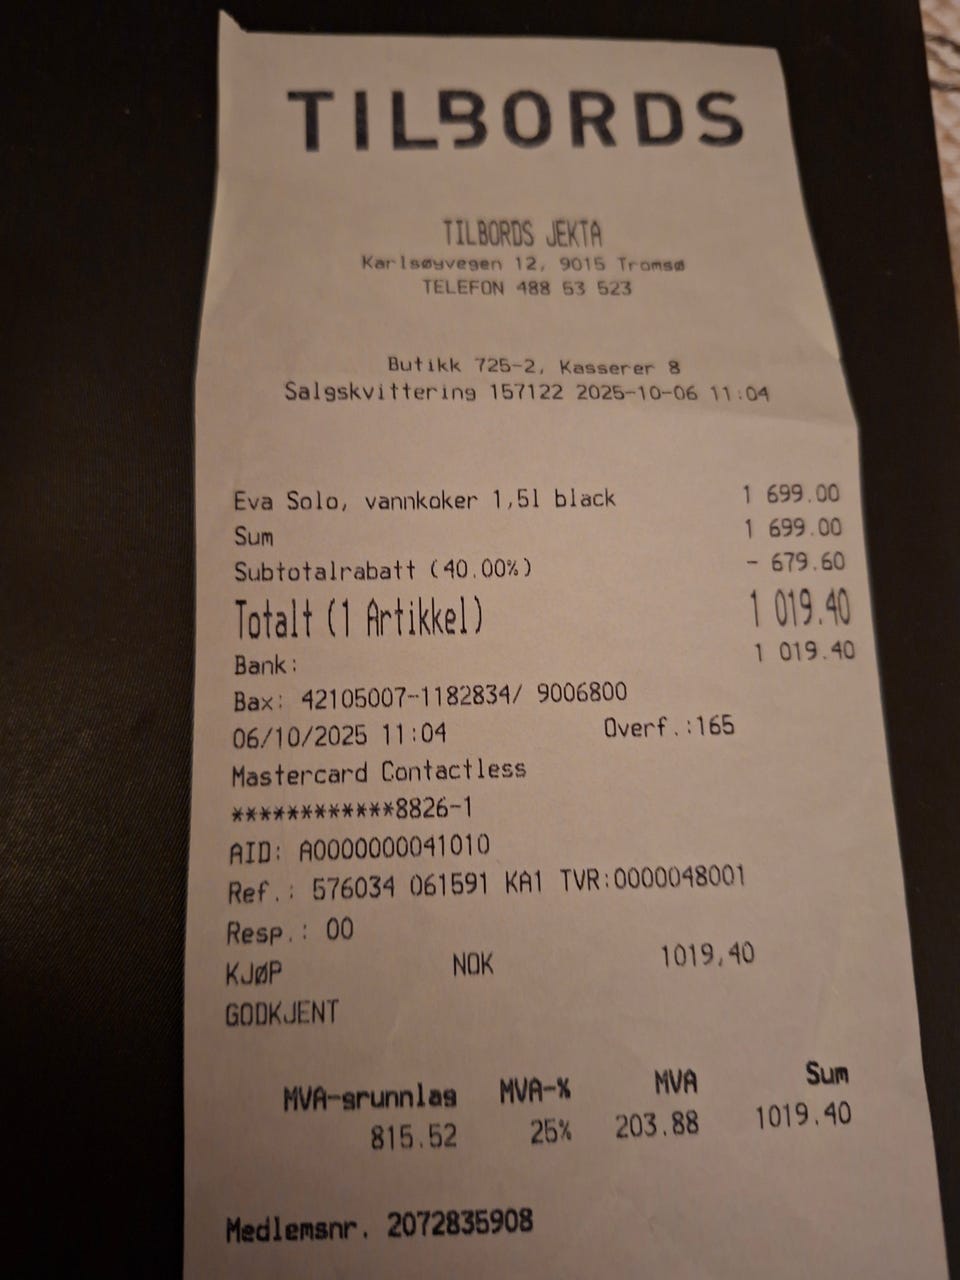 TILBORDS
TILBORDS JEKTA
Karlsøyvegen 12, 9015 Tromsø
TELEFON 488 53 523
Butikk 725-2, Kasserer 8
Salgskvittering 157122 2025-10-06 11:04
Eva Solo, vannkoker 1,5l black 1 699.00
Sum 1 699.00
Subtotalrabatt (40.00%) - 679.60
Totalt (1 Artikkel) 1 019.40
Bank: 1 019.40
Bax: 42105007-1182834/ 9006800
06/10/2025 11:04 Overf.:165
Mastercard Contactless
************8826-1
AID: A0000000041010
Ref.: 576034 061591 KA1 TVR:0000048001
Resp.: 00
KJØP NOK 1019,40
GODKJENT
MVA-grunnlag MVA-% MVA Sum
815.52 25% 203.88 1019.40
Medlemsnr. 2072835908